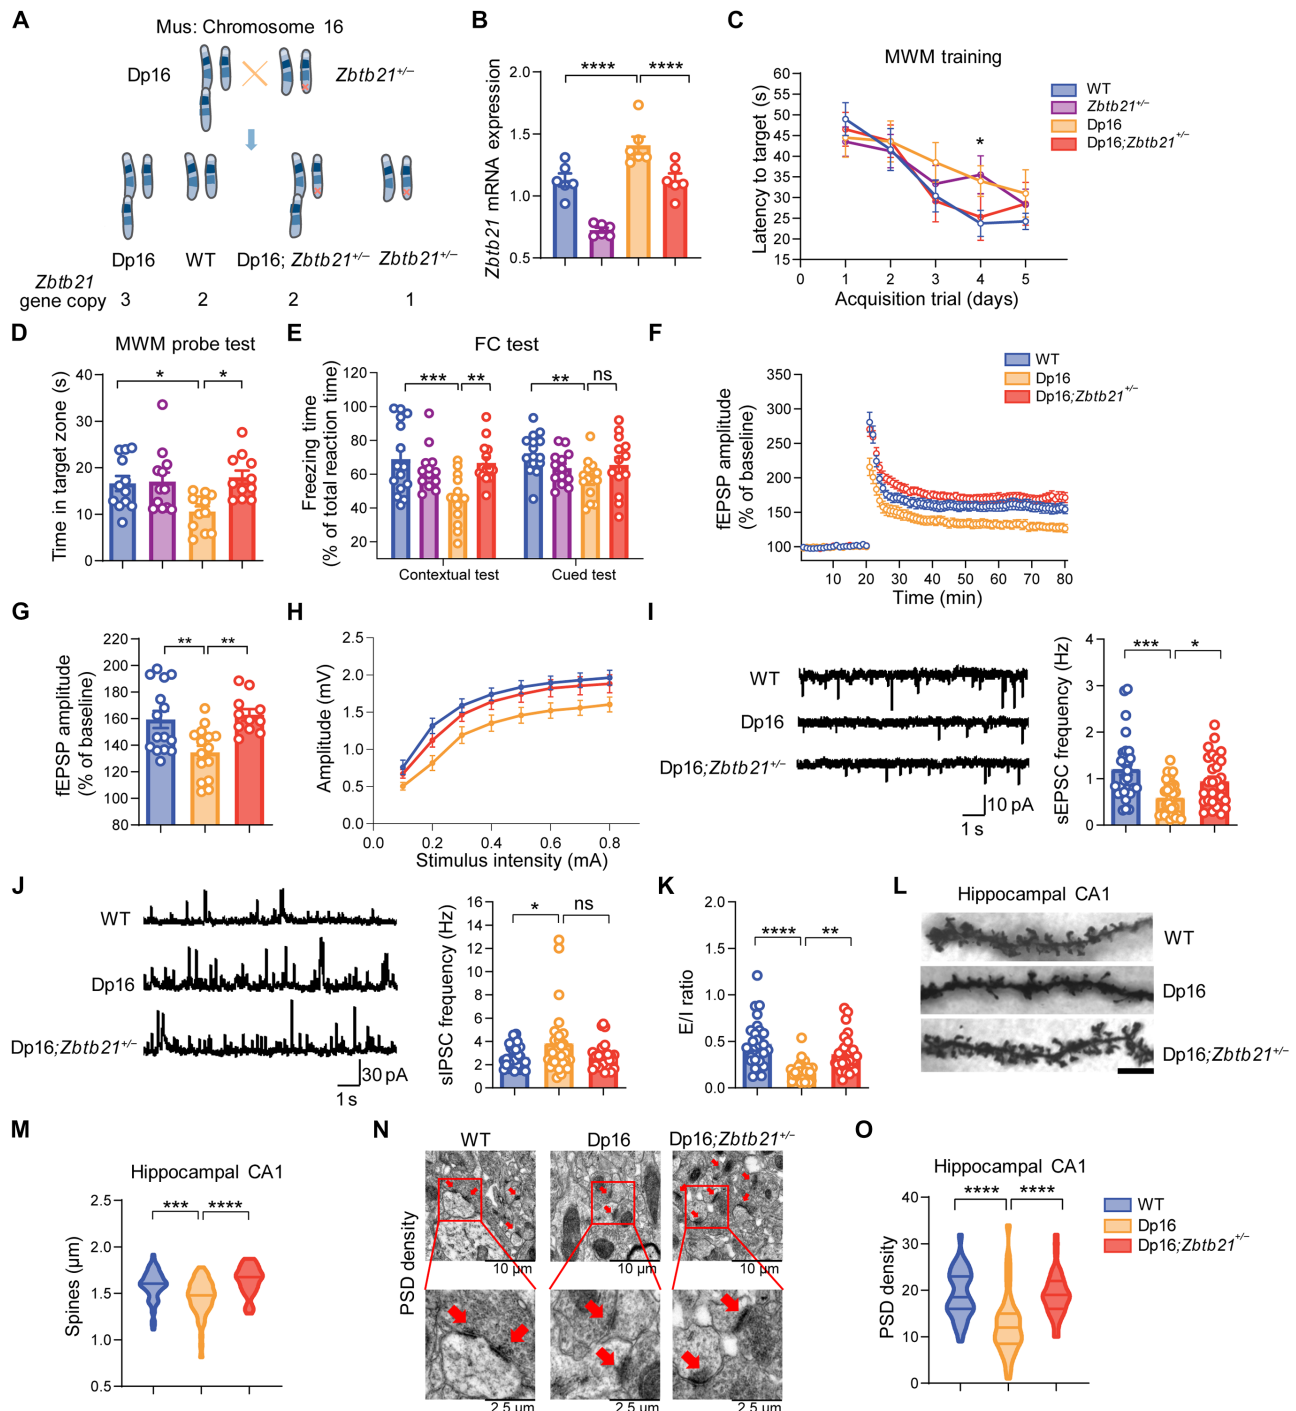 A
Mus: Chromosome 16
Dp16
Zbtb21+/−
Dp16
WT
Dp16; Zbtb21+/−
Zbtb21+/−
Zbtb21
gene copy
3
2
2
1
B
Zbtb21 mRNA expression
2.0
1.5
1.0
0.5
****
****
C
MWM training
Latency to target (s)
60
55
50
45
40
35
30
25
20
15
*
0
1
2
3
4
5
Acquisition trial (days)
WT
Zbtb21+/−
Dp16
Dp16;Zbtb21+/−
D
MWM probe test
Time in target zone (s)
40
30
20
10
0
*
*
E
FC test
Freezing time
(% of total reaction time)
120
100
80
60
40
20
***
**
**
ns
Contextual test
Cued test
F
WT
Dp16
Dp16;Zbtb21+/−
fEPSP amplitude
(% of baseline)
350
300
250
200
150
100
10
20
30
40
50
60
70
80
Time (min)
G
fEPSP amplitude
(% of baseline)
220
200
180
160
140
120
100
80
**
**
H
Amplitude (mV)
2.5
2.0
1.5
1.0
0.5
0.0
0.0
0.2
0.4
0.6
0.8
Stimulus intensity (mA)
I
WT
Dp16
Dp16;Zbtb21+/−
10 pA
1 s
sEPSC frequency (Hz)
4
3
2
1
0
***
*
J
WT
Dp16
Dp16;Zbtb21+/−
30 pA
1 s
sIPSC frequency (Hz)
16
14
12
10
8
6
4
2
0
*
ns
K
E/I ratio
2.0
1.5
1.0
0.5
0.0
****
**
L
Hippocampal CA1
WT
Dp16
Dp16;Zbtb21+/−
M
Hippocampal CA1
Spines (μm)
2.5
2.0
1.5
1.0
0.5
***
****
N
WT
Dp16
Dp16;Zbtb21+/−
PSD density
10 μm
10 μm
10 μm
2.5 μm
2.5 μm
2.5 μm
O
Hippocampal CA1
PSD density
40
30
20
10
0
****
****
WT
Dp16
Dp16;Zbtb21+/−